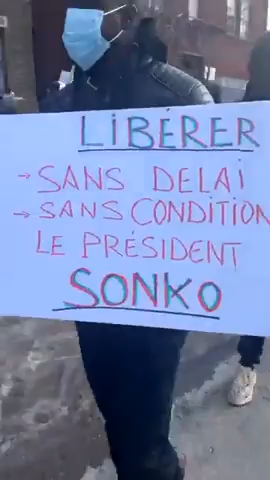 LIBÉRER
→ SANS DELAI
→ SANS CONDITION
LE PRÉSIDENT
SONKO